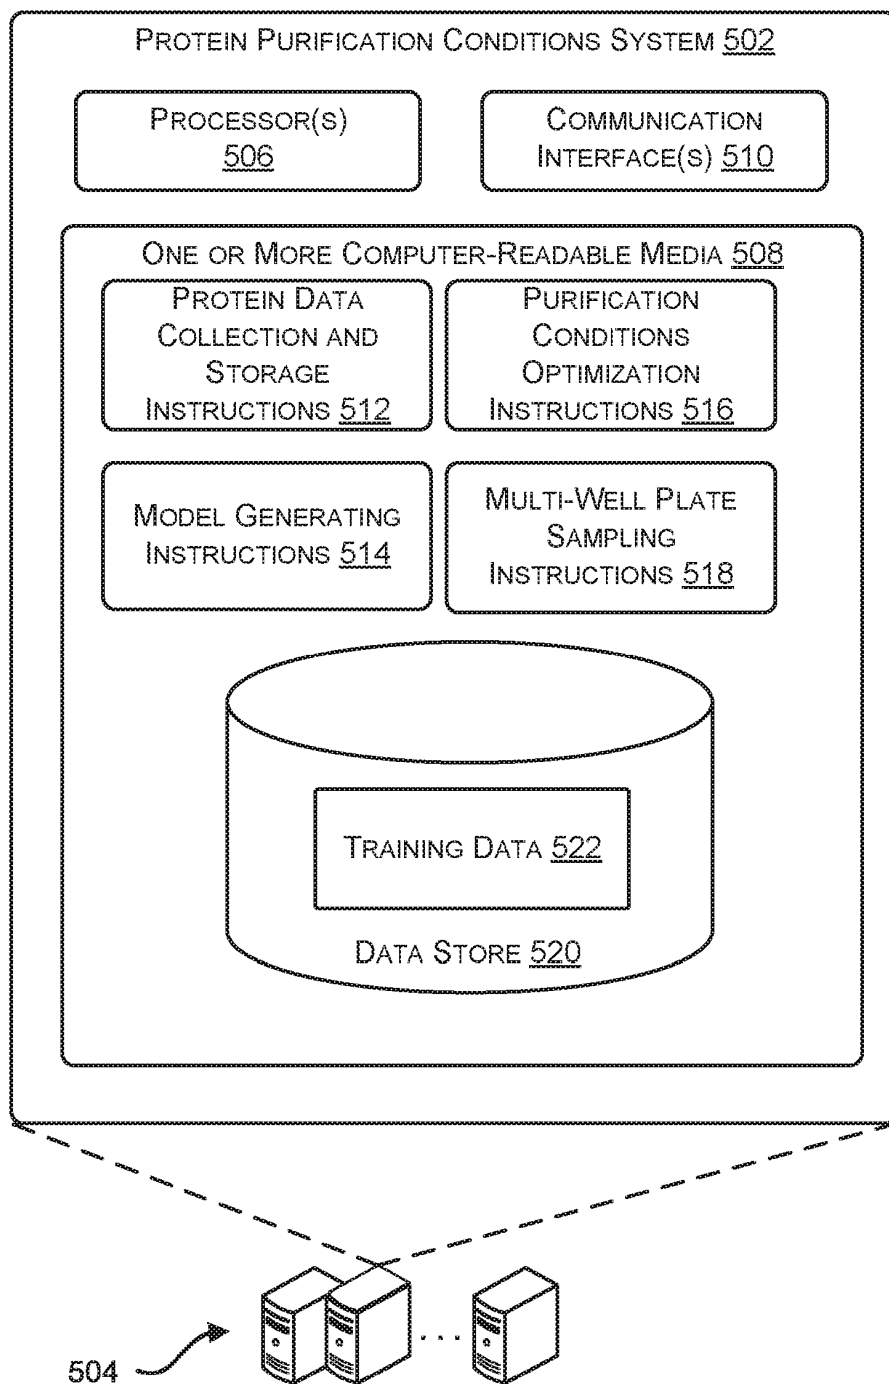 PROTEIN PURIFICATION CONDITIONS SYSTEM 502
PROCESSOR(S)
506
COMMUNICATION
INTERFACE(S) 510
ONE OR MORE COMPUTER-READABLE MEDIA 508
PROTEIN DATA
COLLECTION AND
STORAGE
INSTRUCTIONS 512
PURIFICATION
CONDITIONS
OPTIMIZATION
INSTRUCTIONS 516
MODEL GENERATING
INSTRUCTIONS 514
MULTI-WELL PLATE
SAMPLING
INSTRUCTIONS 518
TRAINING DATA 522
DATA STORE 520
...
504